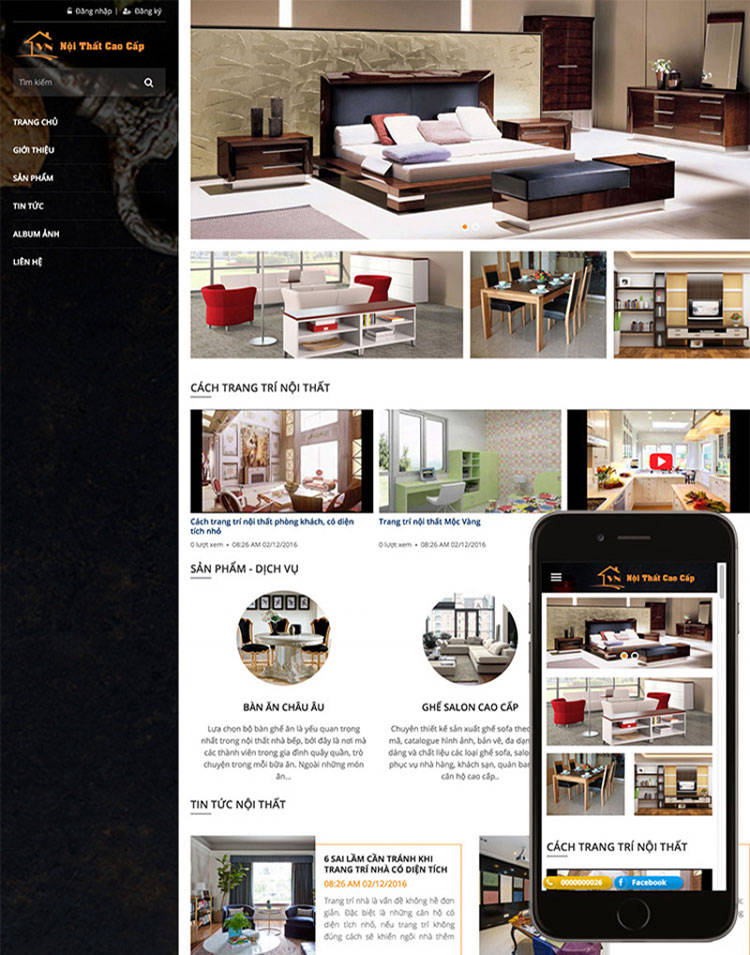 Đăng nhập | Đăng ký
VN Nội Thất Cao Cấp
Tìm kiếm
TRANG CHỦ
GIỚI THIỆU
SẢN PHẨM
TIN TỨC
ALBUM ẢNH
LIÊN HỆ
CÁCH TRANG TRÍ NỘI THẤT
Cách trang trí nội thất phòng khách, có diện
tích nhỏ
0 lượt xem • 08:26 AM 02/12/2016
Trang trí nội thất Mộc Vàng
0 lượt xem • 08:26 AM 02/12/2016
SẢN PHẨM - DỊCH VỤ
BÀN ĂN CHÂU ÂU
Lựa chọn bộ bàn ghế ăn là yếu quan trọng
nhất trong nội thất nhà bếp, bởi đây là nơi mà
các thành viên trong gia đình quây quần, trò
chuyện trong mỗi bữa ăn. Ngoài những món
ăn...
GHẾ SALON CAO CẤP
Chuyên thiết kế sản xuất ghế sofa theo
mã, catalogue hình ảnh, bản vẽ, đa dạn
dáng và chất liệu các loại ghế sofa, salo
phục vụ nhà hàng, khách sạn, quán bar
căn hộ cao cấp..
TIN TỨC NỘI THẤT
6 SAI LẦM CẦN TRÁNH KHI
TRANG TRÍ NHÀ CÓ DIỆN TÍCH
08:26 AM 02/12/2016
Trang trí nhà là vấn đề không hề đơn
giản. Đặc biệt là những căn hộ có
diện tích nhỏ, nếu trang trí không
đúng cách sẽ khiến ngôi nhà thêm
VN Nội Thất Cao Cấp
CÁCH TRANG TRÍ NỘI THẤT
0000000026
Facebook